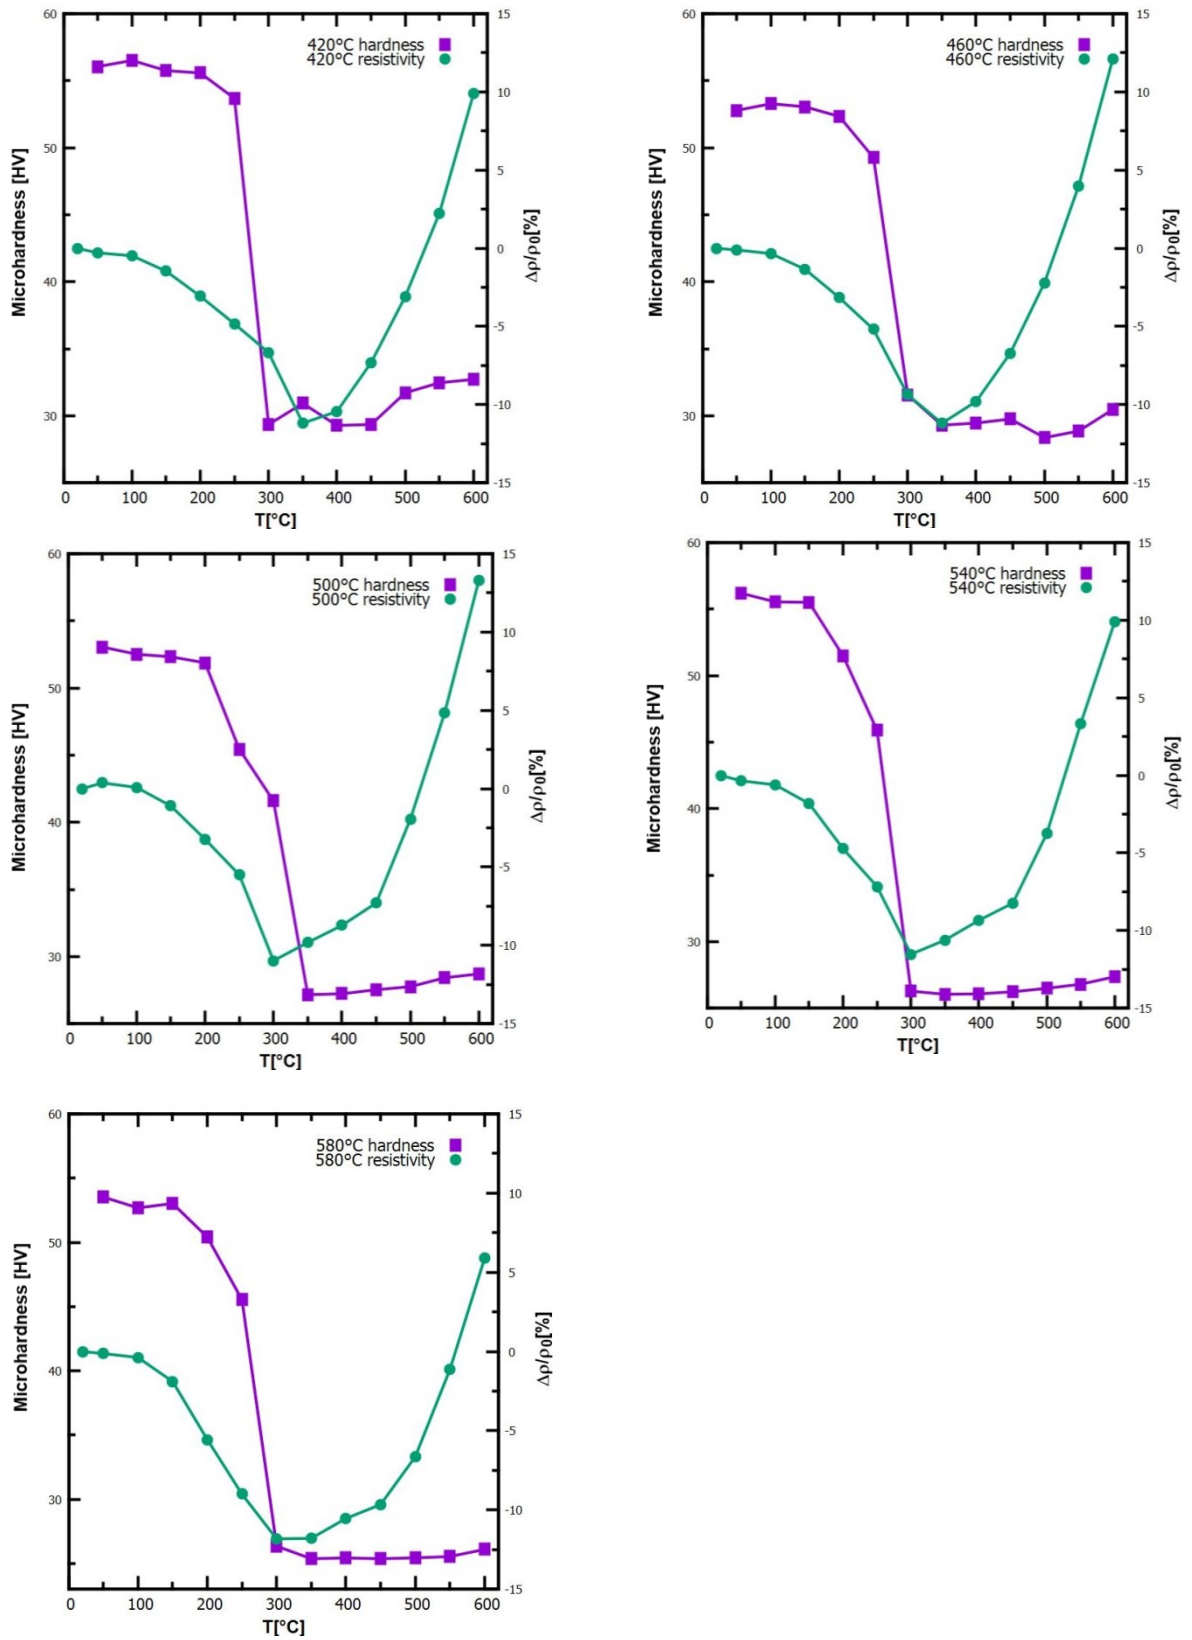 60
50
40
30
Microhardness [HV]
420°C hardness
420°C resistivity
15
10
5
0
-5
-10
-15
Δρ/ρ0[%]
0 100 200 300 400 500 600
T[°C]
60
50
40
30
Microhardness [HV]
460°C hardness
460°C resistivity
15
10
5
0
-5
-10
-15
Δρ/ρ0[%]
0 100 200 300 400 500 600
T[°C]
60
50
40
30
Microhardness [HV]
500°C hardness
500°C resistivity
15
10
5
0
-5
-10
-15
Δρ/ρ0[%]
0 100 200 300 400 500 600
T[°C]
60
50
40
30
Microhardness [HV]
540°C hardness
540°C resistivity
15
10
5
0
-5
-10
-15
Δρ/ρ0[%]
0 100 200 300 400 500 600
T[°C]
60
50
40
30
Microhardness [HV]
580°C hardness
580°C resistivity
15
10
5
0
-5
-10
-15
Δρ/ρ0[%]
0 100 200 300 400 500 600
T[°C]